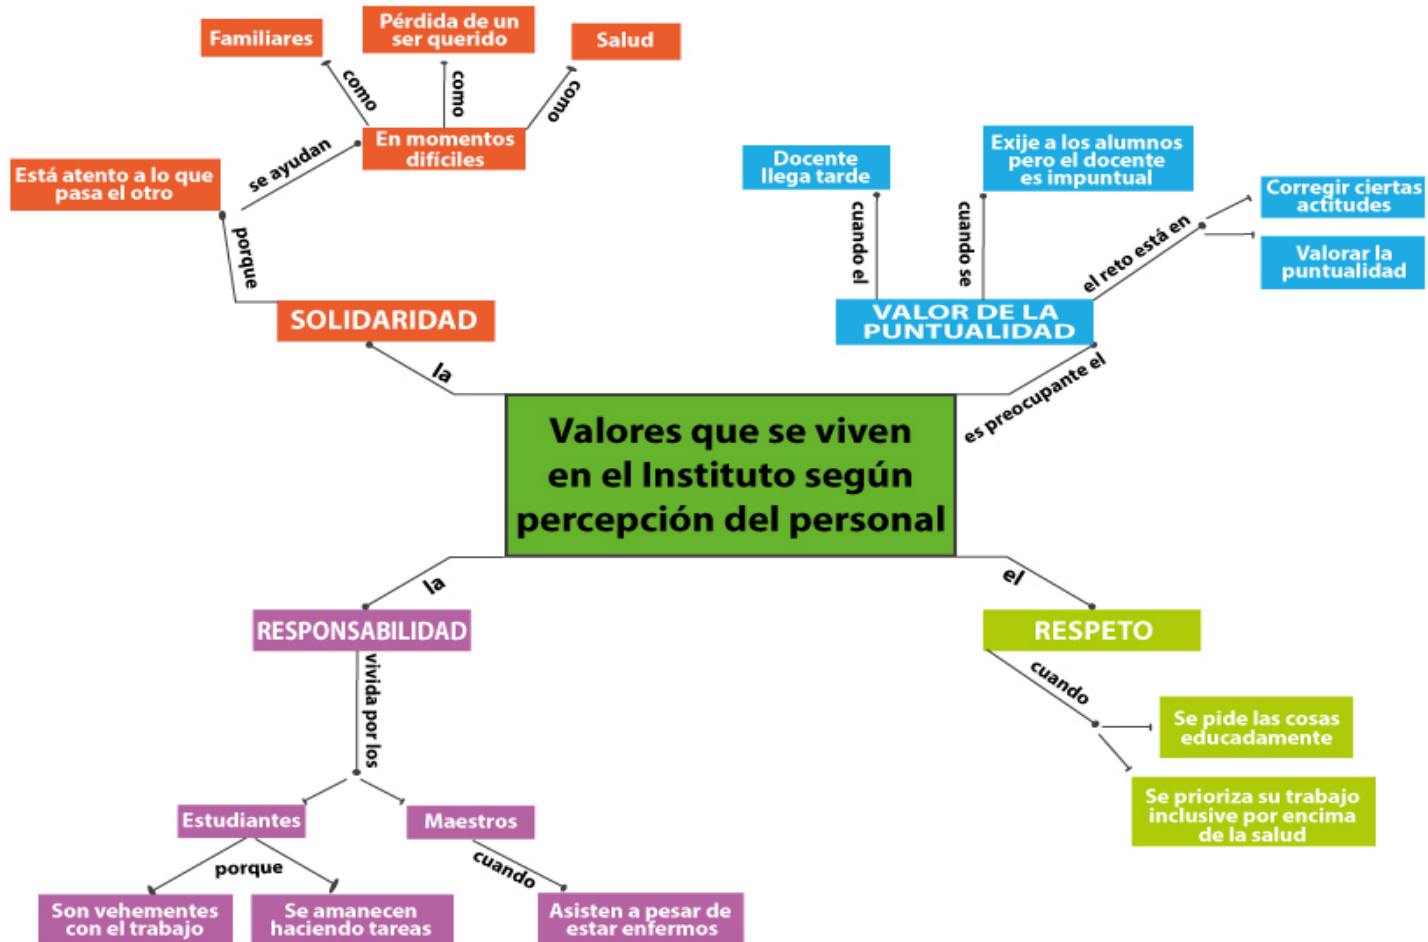 Familiares
Pérdida de un
ser querido
Salud
como
como
como
En momentos
difíciles
se ayudan
Está atento a lo que
pasa el otro
porque
SOLIDARIDAD
la
Docente
llega tarde
Exije a los alumnos
pero el docente
es impuntual
Corregir ciertas
actitudes
Valorar la
puntualidad
cuando el
cuando se
el reto está en
VALOR DE LA
PUNTUALIDAD
es preocupante el
Valores que se viven
en el Instituto según
percepción del personal
la
RESPONSABILIDAD
vivida por los
Estudiantes
Maestros
porque
cuando
Son vehementes
con el trabajo
Se amanecen
haciendo tareas
Asisten a pesar de
estar enfermos
el
RESPETO
cuando
Se pide las cosas
educadamente
Se prioriza su trabajo
inclusive por encima
de la salud